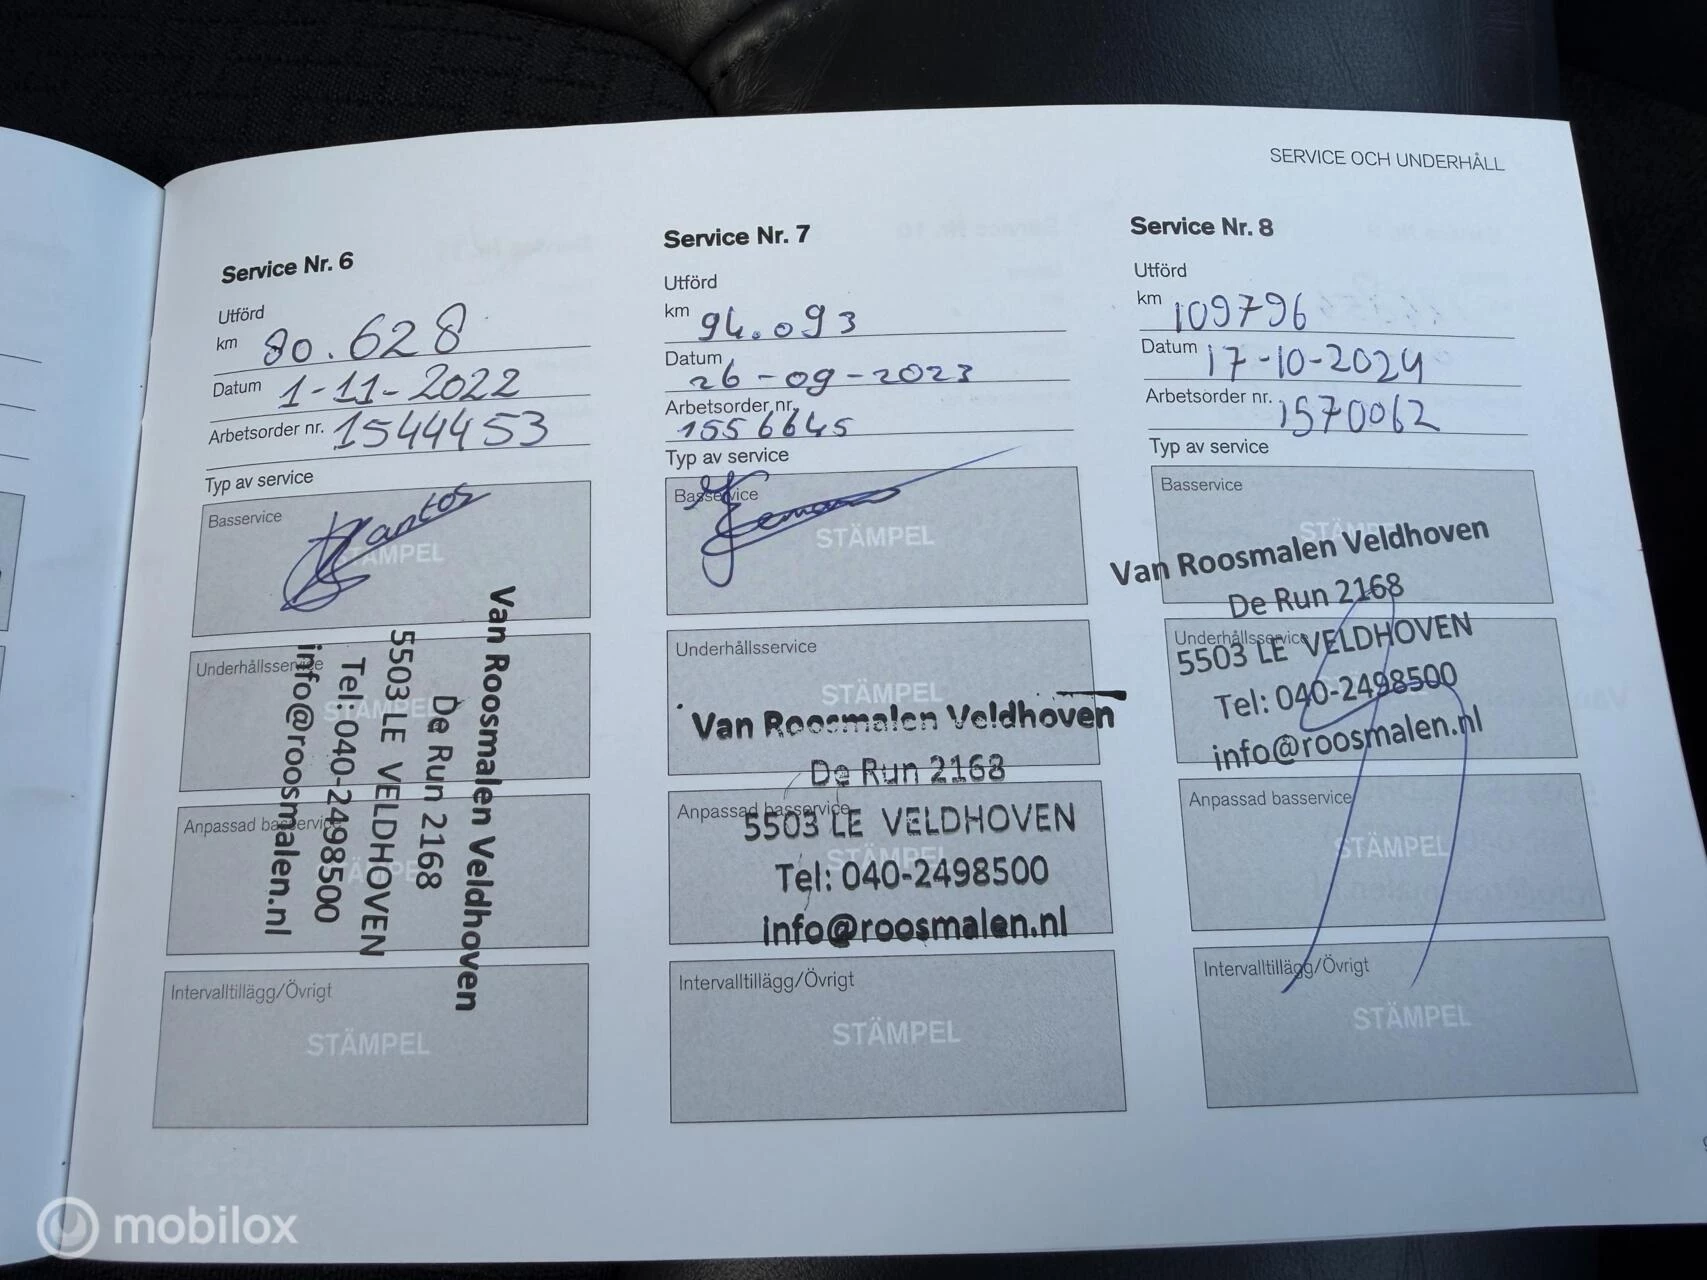 SERVICE OCH UNDERHÅLL
Service Nr. 6
Utförd
km 80.628
Datum 1-11-2022
Arbetsorder nr. 1544453
Typ av service
Basservice
STÄMPEL
Underhållsservice
STÄMPEL
Anpassad basservice
STÄMPEL
Intervalltillägg/Övrigt
STÄMPEL
Van Roosmalen Veldhoven
De Run 2168
5503 LE VELDHOVEN
Tel: 040-2498500
info@roosmalen.nl
Service Nr. 7
Utförd
km 94.093
Datum 26-09-2023
Arbetsorder nr. 1556645
Typ av service
Basservice
STÄMPEL
Underhållsservice
STÄMPEL
Van Roosmalen Veldhoven
De Run 2168
Anpassad basservice
5503 LE VELDHOVEN
STÄMPEL
Tel: 040-2498500
info@roosmalen.nl
Intervalltillägg/Övrigt
STÄMPEL
Service Nr. 8
Utförd
km 109796
Datum 17-10-2024
Arbetsorder nr. 1570062
Typ av service
Basservice
STÄMPEL
Van Roosmalen Veldhoven
De Run 2168
Underhållsservice
5503 LE VELDHOVEN
Tel: 040-2498500
info@roosmalen.nl
Anpassad basservice
STÄMPEL
Intervalltillägg/Övrigt
STÄMPEL
mobilox